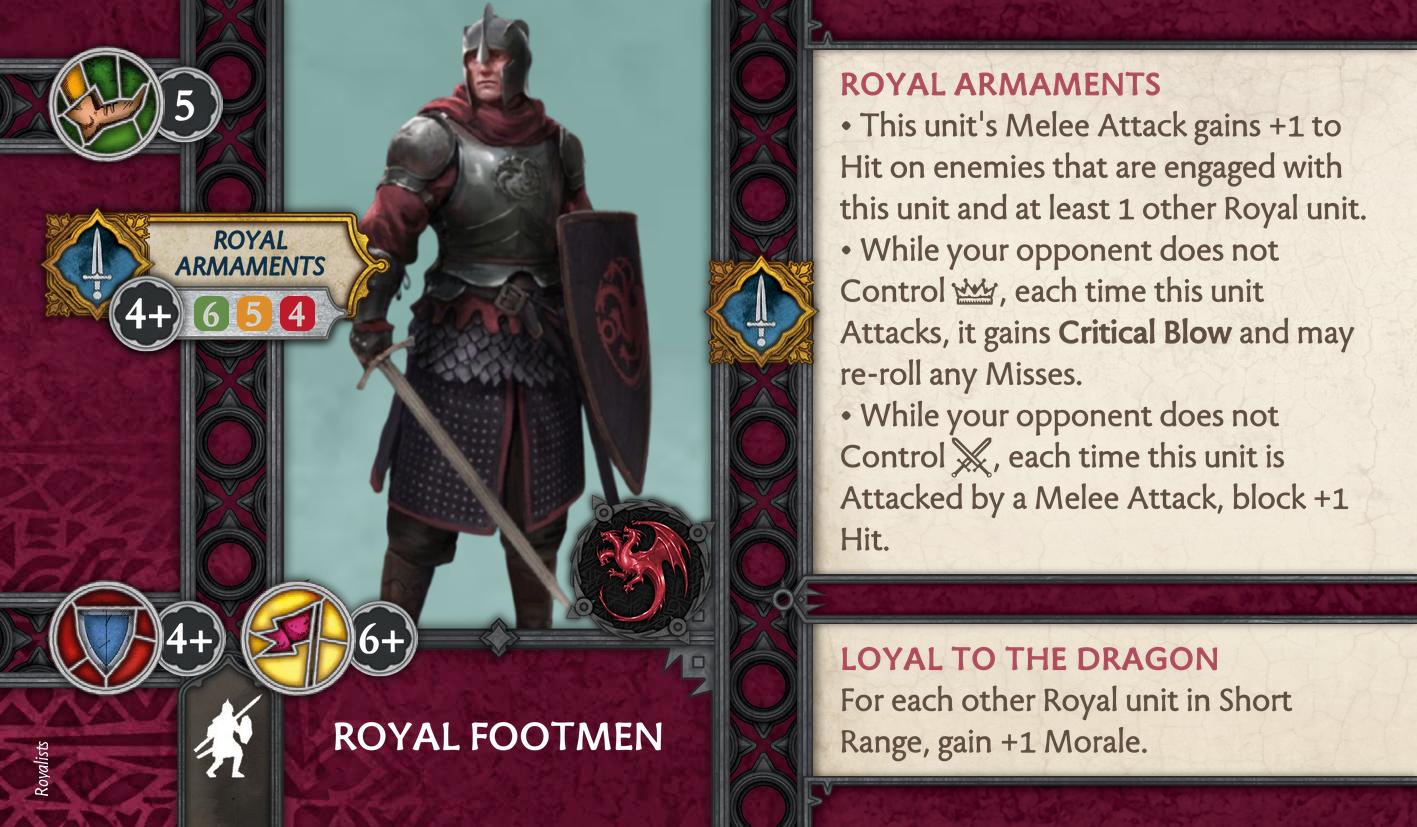 5
ROYAL
ARMAMENTS
4+ 6 5 4
4+ 6+
ROYAL FOOTMEN
Royalists
ROYAL ARMAMENTS
• This unit's Melee Attack gains +1 to
Hit on enemies that are engaged with
this unit and at least 1 other Royal unit.
• While your opponent does not
Control , each time this unit
Attacks, it gains Critical Blow and may
re-roll any Misses.
• While your opponent does not
Control , each time this unit is
Attacked by a Melee Attack, block +1
Hit.
LOYAL TO THE DRAGON
For each other Royal unit in Short
Range, gain +1 Morale.